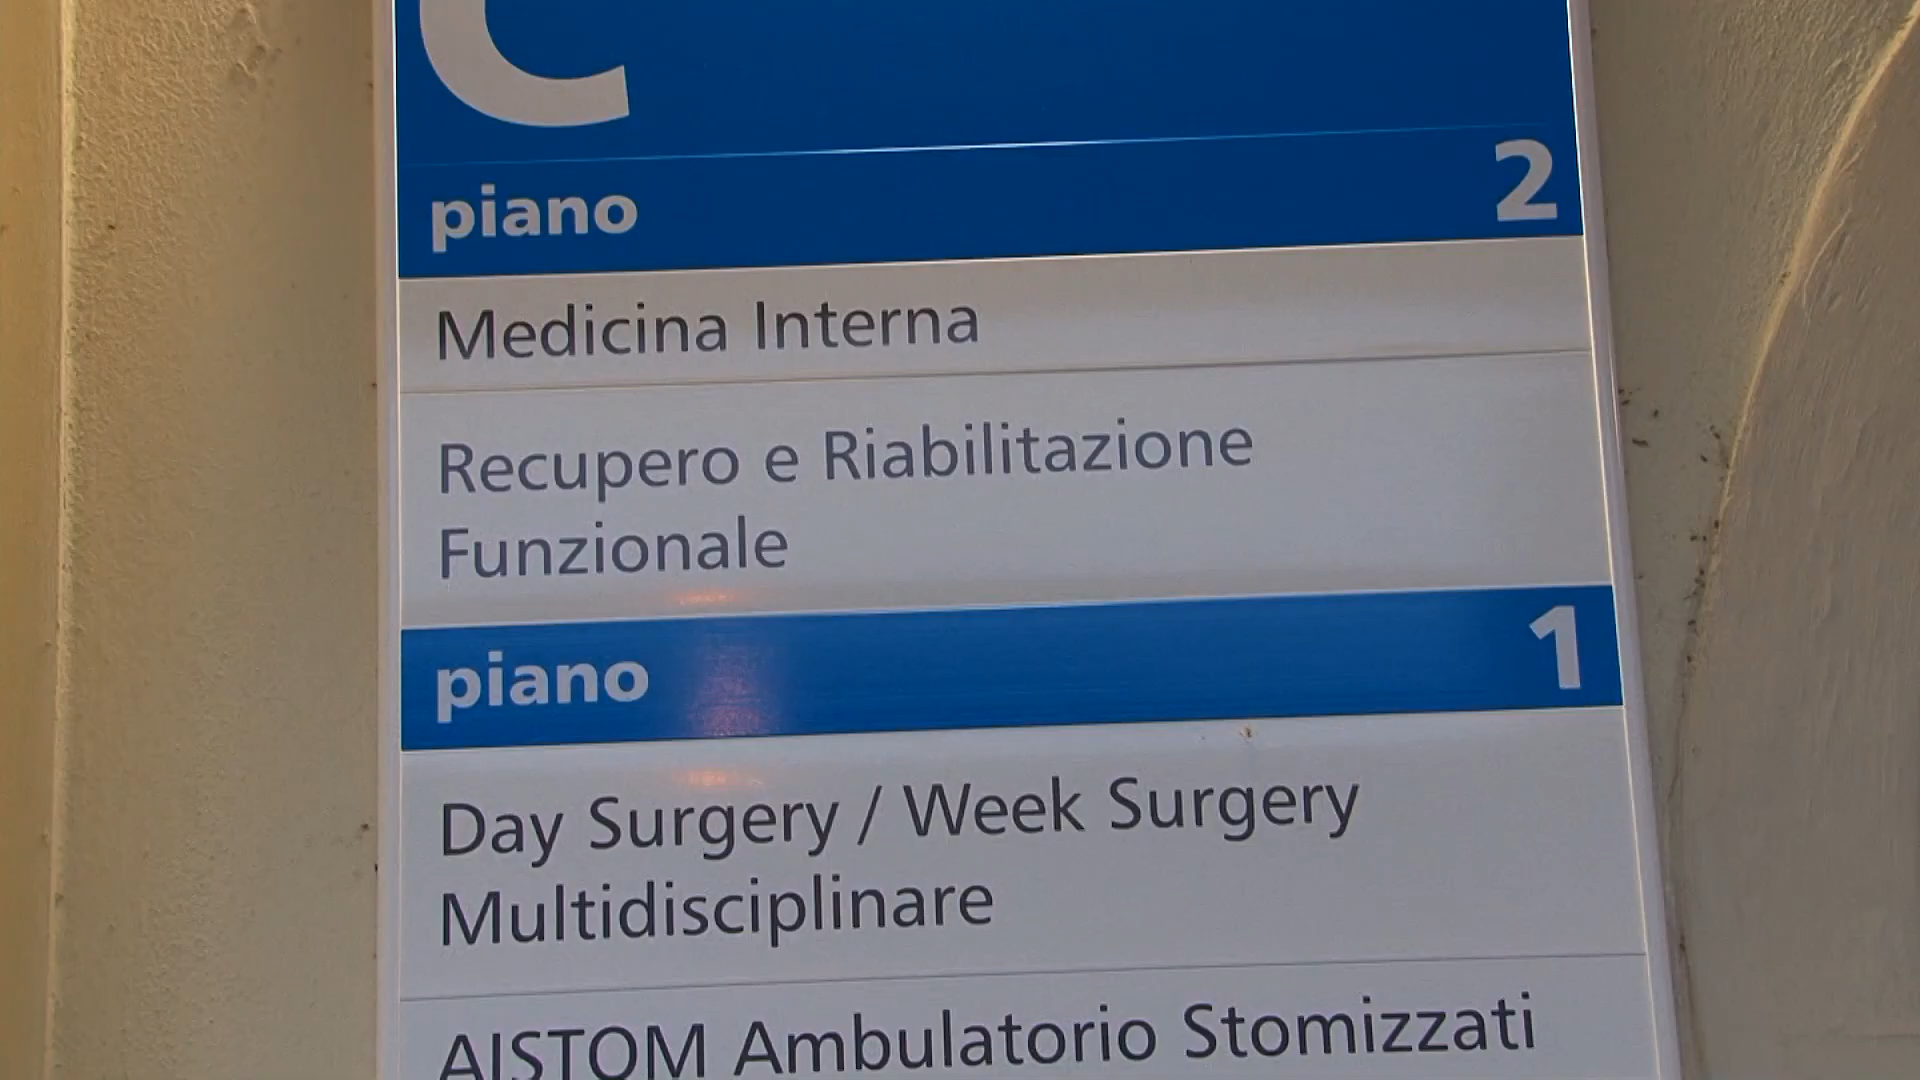 C
piano 2
Medicina Interna
Recupero e Riabilitazione
Funzionale
piano 1
Day Surgery / Week Surgery
Multidisciplinare
AISTOM Ambulatorio Stomizzati